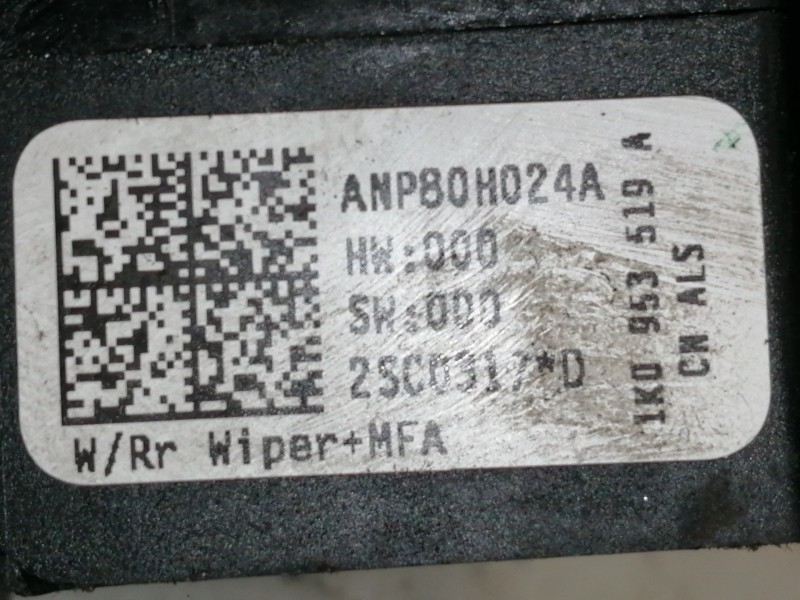 ANP80H024A
HW:000
SW:000
2SC0317*D
W/Rr Wiper+MFA
1K0 953 519 A
CN ALS